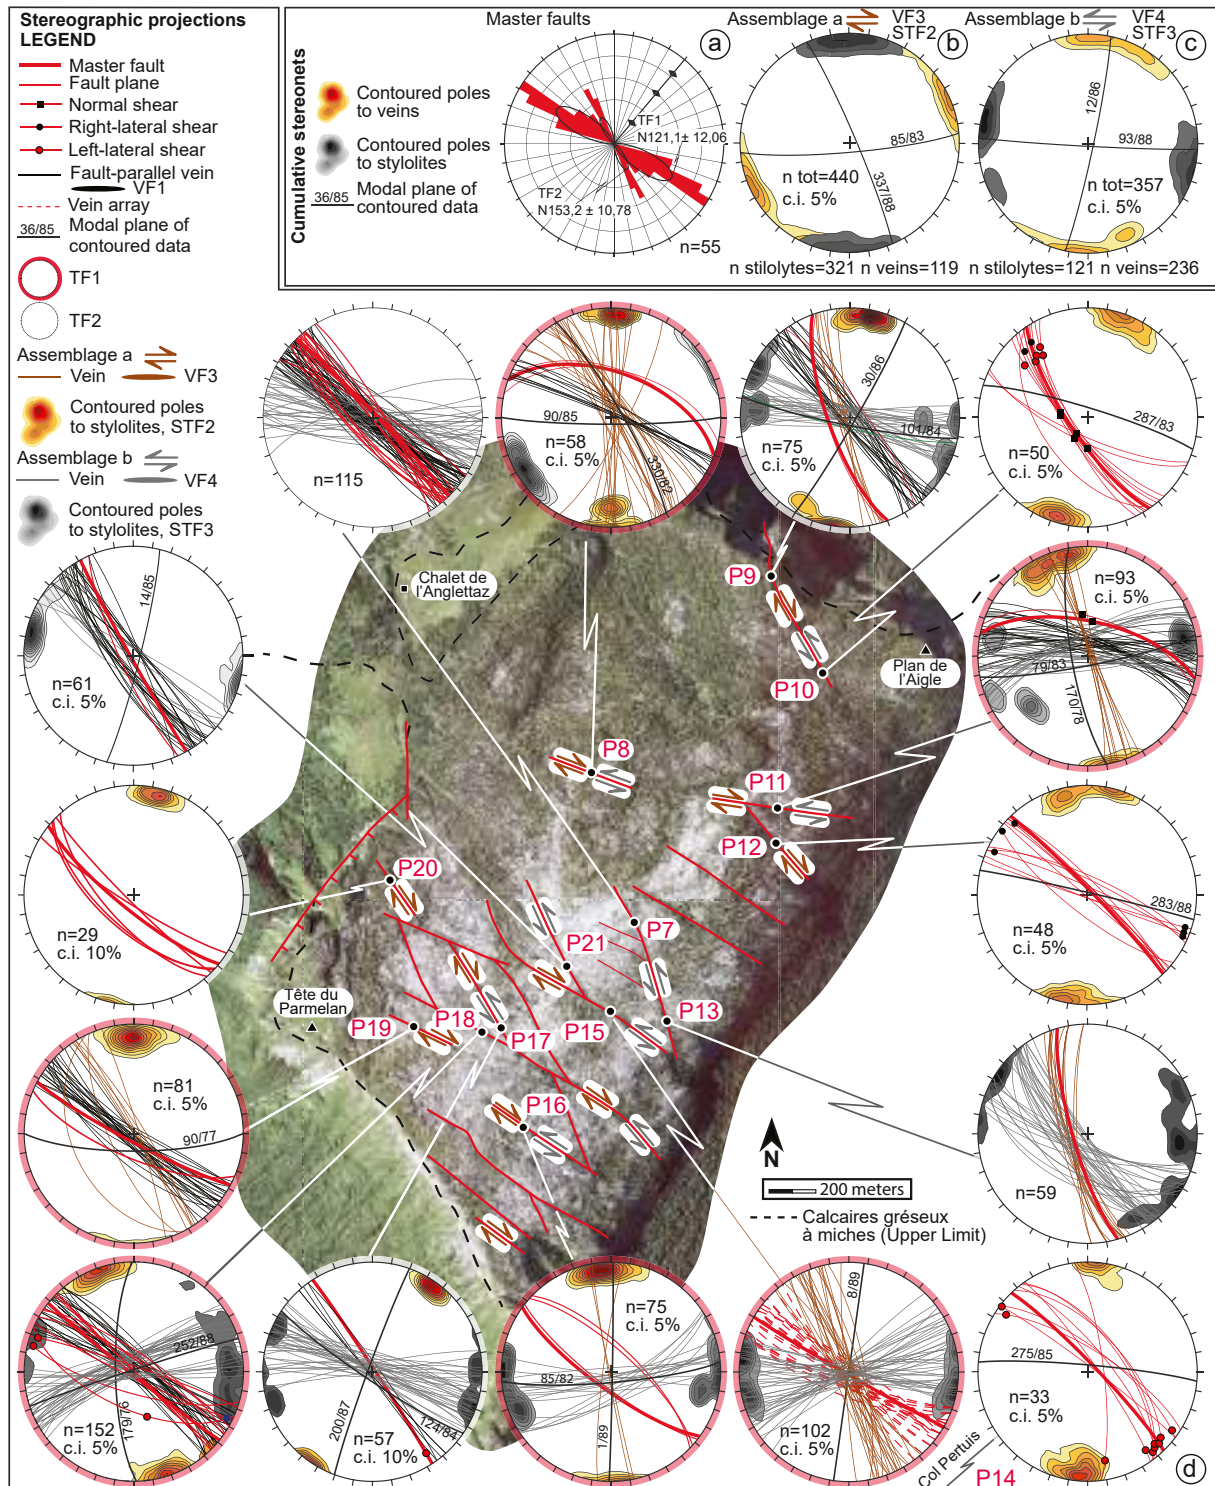 Stereographic projections
LEGEND
Master fault
Fault plane
Normal shear
Right-lateral shear
Left-lateral shear
Fault-parallel vein
VF1
Vein array
36/85
Modal plane of
contoured data
TF1
TF2
Assemblage a
Vein
VF3
Contoured poles
to stylolites, STF2
Assemblage b
Vein
VF4
Contoured poles
to stylolites, STF3
Cumulative stereonets
Contoured poles
to veins
Contoured poles
to stylolites
36/85
Modal plane of
contoured data
Master faults
a
TF1
N121,1± 12,06
TF2
N153,2 ± 10,78
n=55
Assemblage a
VF3
STF2
b
85/83
337/88
n tot=440
c.i. 5%
n stilolytes=321 n veins=119
Assemblage b
VF4
STF3
c
12/86
93/88
n tot=357
c.i. 5%
n stilolytes=121 n veins=236
n=115
90/85
n=58
c.i. 5%
330/82
30/86
n=75
c.i. 5%
101/84
287/83
n=50
c.i. 5%
14/85
n=61
c.i. 5%
n=93
c.i. 5%
79/83
170/78
n=29
c.i. 10%
283/88
n=48
c.i. 5%
n=81
c.i. 5%
90/77
n=59
252/88
n=152
c.i. 5%
179/76
200/87
n=57
c.i. 10%
124/84
n=75
c.i. 5%
85/82
1/89
8/89
n=102
c.i. 5%
275/85
n=33
c.i. 5%
Chalet de
l'Anglettaz
Plan de
l'Aigle
Tête du
Parmelan
P9
P10
P8
P11
P12
P20
P7
P21
P13
P15
P19
P18
P17
P16
N
200 meters
Calcaires gréseux
à miches (Upper Limit)
Col Pertuis
P14
d